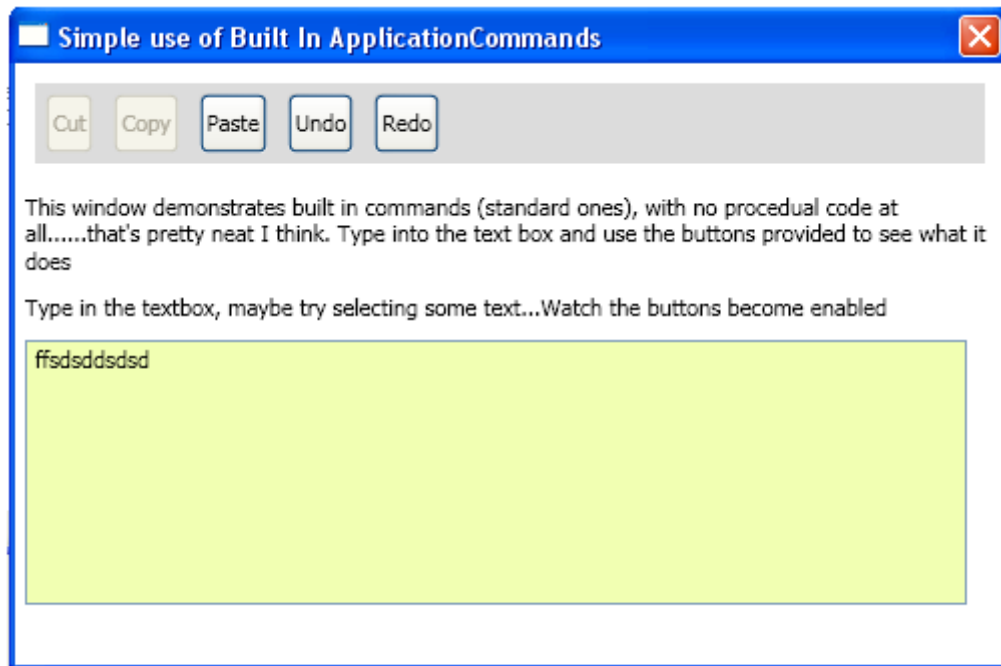 Simple use of Built In ApplicationCommands
Cut Copy Paste Undo Redo
This window demonstrates built in commands (standard ones), with no procedual code at
all......that's pretty neat I think. Type into the text box and use the buttons provided to see what it
does
Type in the textbox, maybe try selecting some text...Watch the buttons become enabled
ffsdsddsdsd